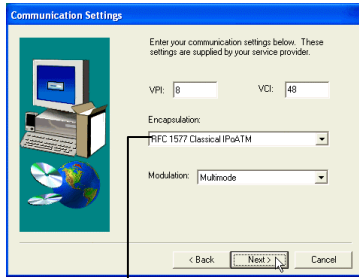 Communication Settings
Enter your communication settings below. These
settings are supplied by your service provider.
VPI: 8 VCI: 48
Encapsulation:
RFC 1577 Classical IPoATM
Modulation: Multimode
< Back Next > Cancel